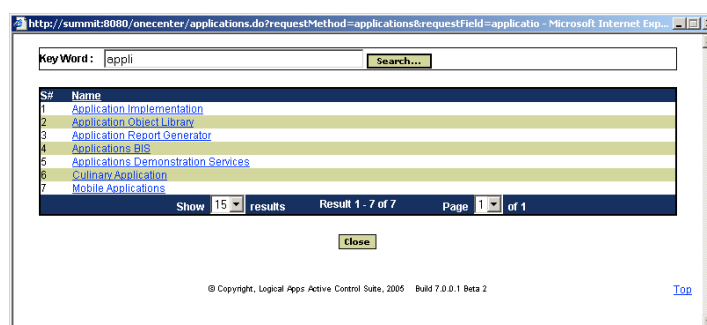 http://summit:8080/onecenter/applications.do?requestMethod=applications&requestField=applicatio - Microsoft Internet Exp...
Key Word : appli Search...
S# Name
1 Application Implementation
2 Application Object Library
3 Application Report Generator
4 Applications BIS
5 Applications Demonstration Services
6 Culinary Application
7 Mobile Applications
Show 15 results Result 1 - 7 of 7 Page 1 of 1
Close
© Copyright, Logical Apps Active Control Suite, 2005 Build 7.0.0.1 Beta 2 Top